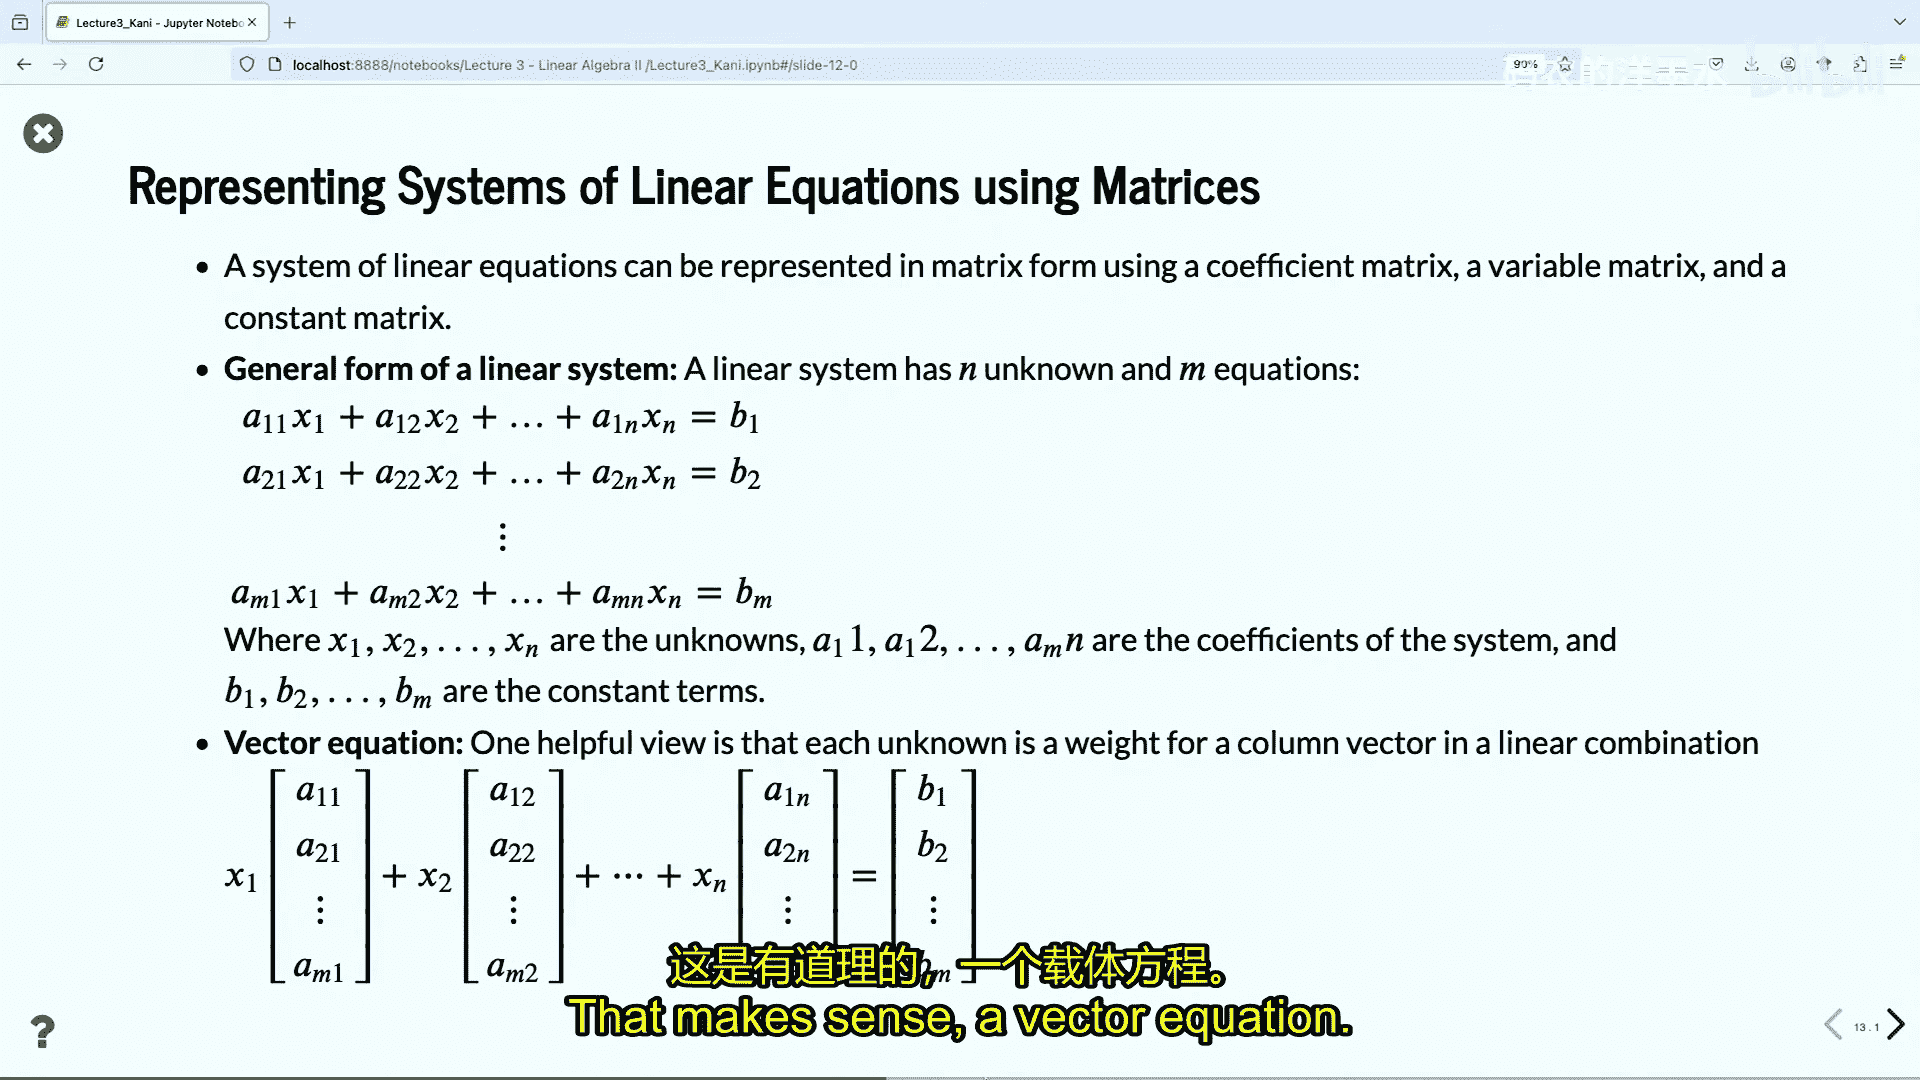 Lecture3_Kani - Jupyter Notebo
localhost:8888/notebooks/Lecture 3 - Linear Algebra II /Lecture3_Kani.ipynb#/slide-12-0
90%
Representing Systems of Linear Equations using Matrices
• A system of linear equations can be represented in matrix form using a coefficient matrix, a variable matrix, and a
constant matrix.
• General form of a linear system: A linear system has n unknown and m equations:
a₁₁x₁ + a₁₂x₂ + … + a₁ₙxₙ = b₁
a₂₁x₁ + a₂₂x₂ + … + a₂ₙxₙ = b₂
⋮
aₘ₁x₁ + aₘ₂x₂ + … + aₘₙxₙ = bₘ
Where x₁, x₂, . . . , xₙ are the unknowns, a₁1, a₁2, . . . , aₘn are the coefficients of the system, and
b₁, b₂, . . . , bₘ are the constant terms.
• Vector equation: One helpful view is that each unknown is a weight for a column vector in a linear combination
a₁₁ a₁₂ a₁ₙ b₁
a₂₁ a₂₂ a₂ₙ b₂
x₁ + x₂ + ⋯ + xₙ =
⋮ ⋮ ⋮ ⋮
aₘ₁ aₘ₂ ₘ
这是有道理的，一个载体方程。
That makes sense, a vector equation.
?
13.1